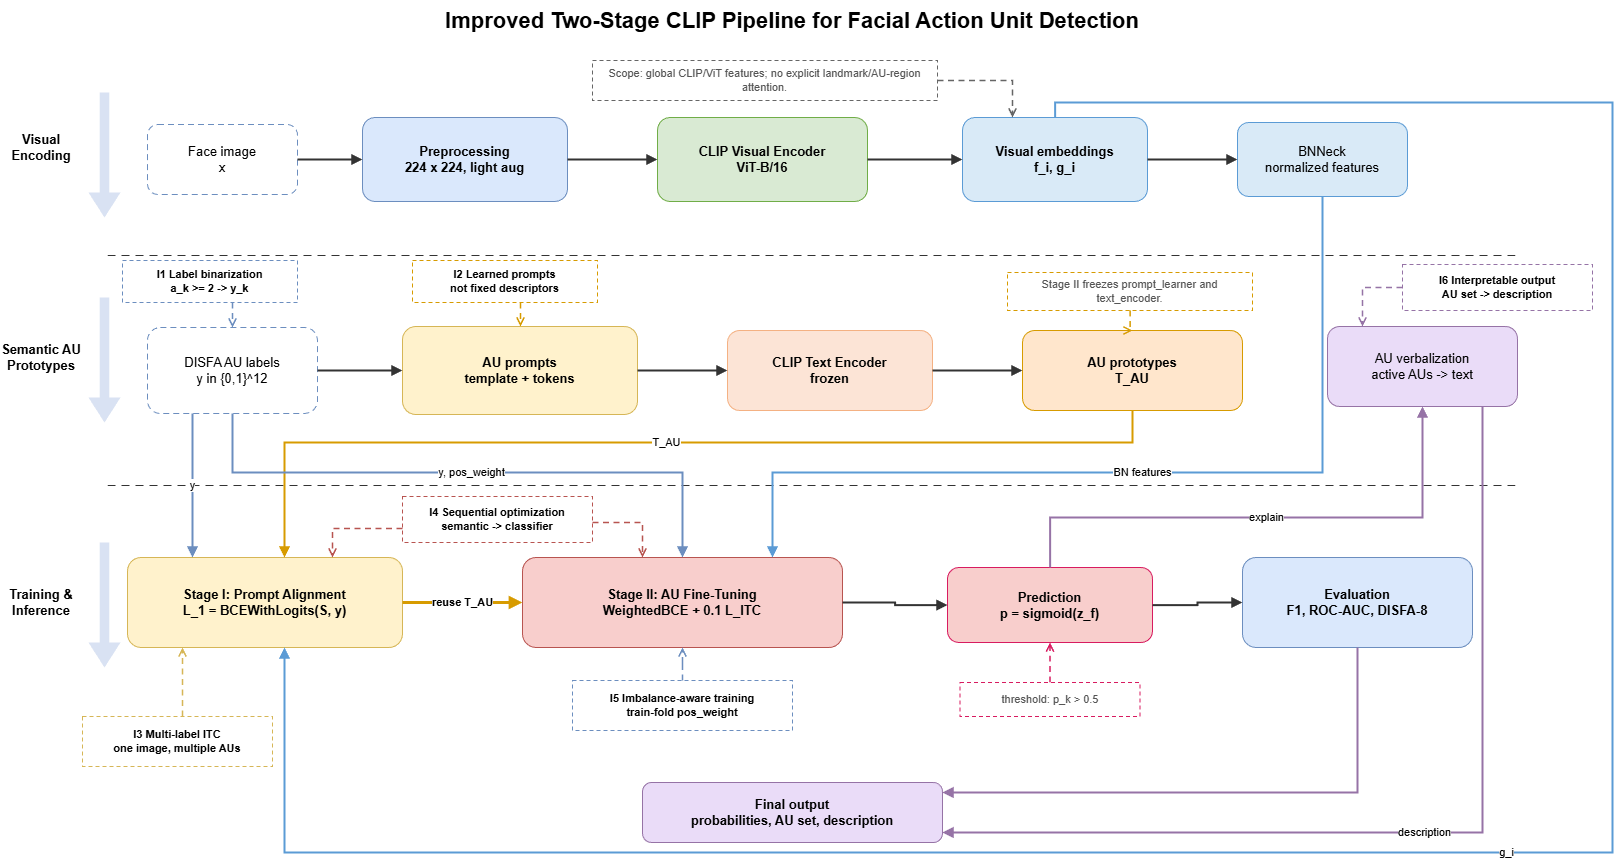 Improved Two-Stage CLIP Pipeline for Facial Action Unit Detection
Scope: global CLIP/ViT features; no explicit landmark/AU-region
attention.
Visual
Encoding
Face image
x
Preprocessing
224 x 224, light aug
CLIP Visual Encoder
ViT-B/16
Visual embeddings
f_i, g_i
BNNeck
normalized features
I1 Label binarization
a_k >= 2 -> y_k
I2 Learned prompts
not fixed descriptors
Stage II freezes prompt_learner and
text_encoder.
I6 Interpretable output
AU set -> description
Semantic AU
Prototypes
DISFA AU labels
y in {0,1}^12
AU prompts
template + tokens
CLIP Text Encoder
frozen
AU prototypes
T_AU
AU verbalization
active AUs -> text
T_AU
y, pos_weight
BN features
y
I4 Sequential optimization
semantic -> classifier
explain
Training &
Inference
Stage I: Prompt Alignment
L_1 = BCEWithLogits(S, y)
reuse T_AU
Stage II: AU Fine-Tuning
WeightedBCE + 0.1 L_ITC
Prediction
p = sigmoid(z_f)
Evaluation
F1, ROC-AUC, DISFA-8
I3 Multi-label ITC
one image, multiple AUs
I5 Imbalance-aware training
train-fold pos_weight
threshold: p_k > 0.5
Final output
probabilities, AU set, description
description
g_i